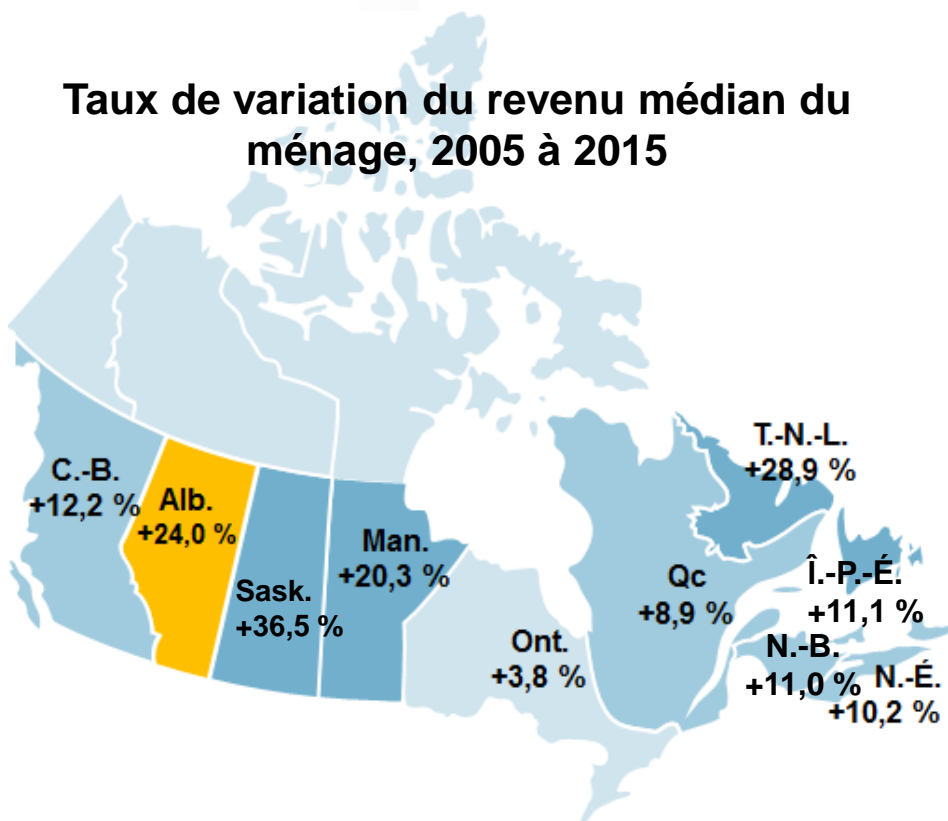 Taux de variation du revenu médian du
ménage, 2005 à 2015
T.-N.-L.
+28,9 %
C.-B.
+12,2 %
Alb.
+24,0 %
Man.
+20,3 %
Sask.
+36,5 %
Qc
+8,9 %
Î.-P.-É.
+11,1 %
Ont.
+3,8 %
N.-B.
+11,0 %
N.-É.
+10,2 %